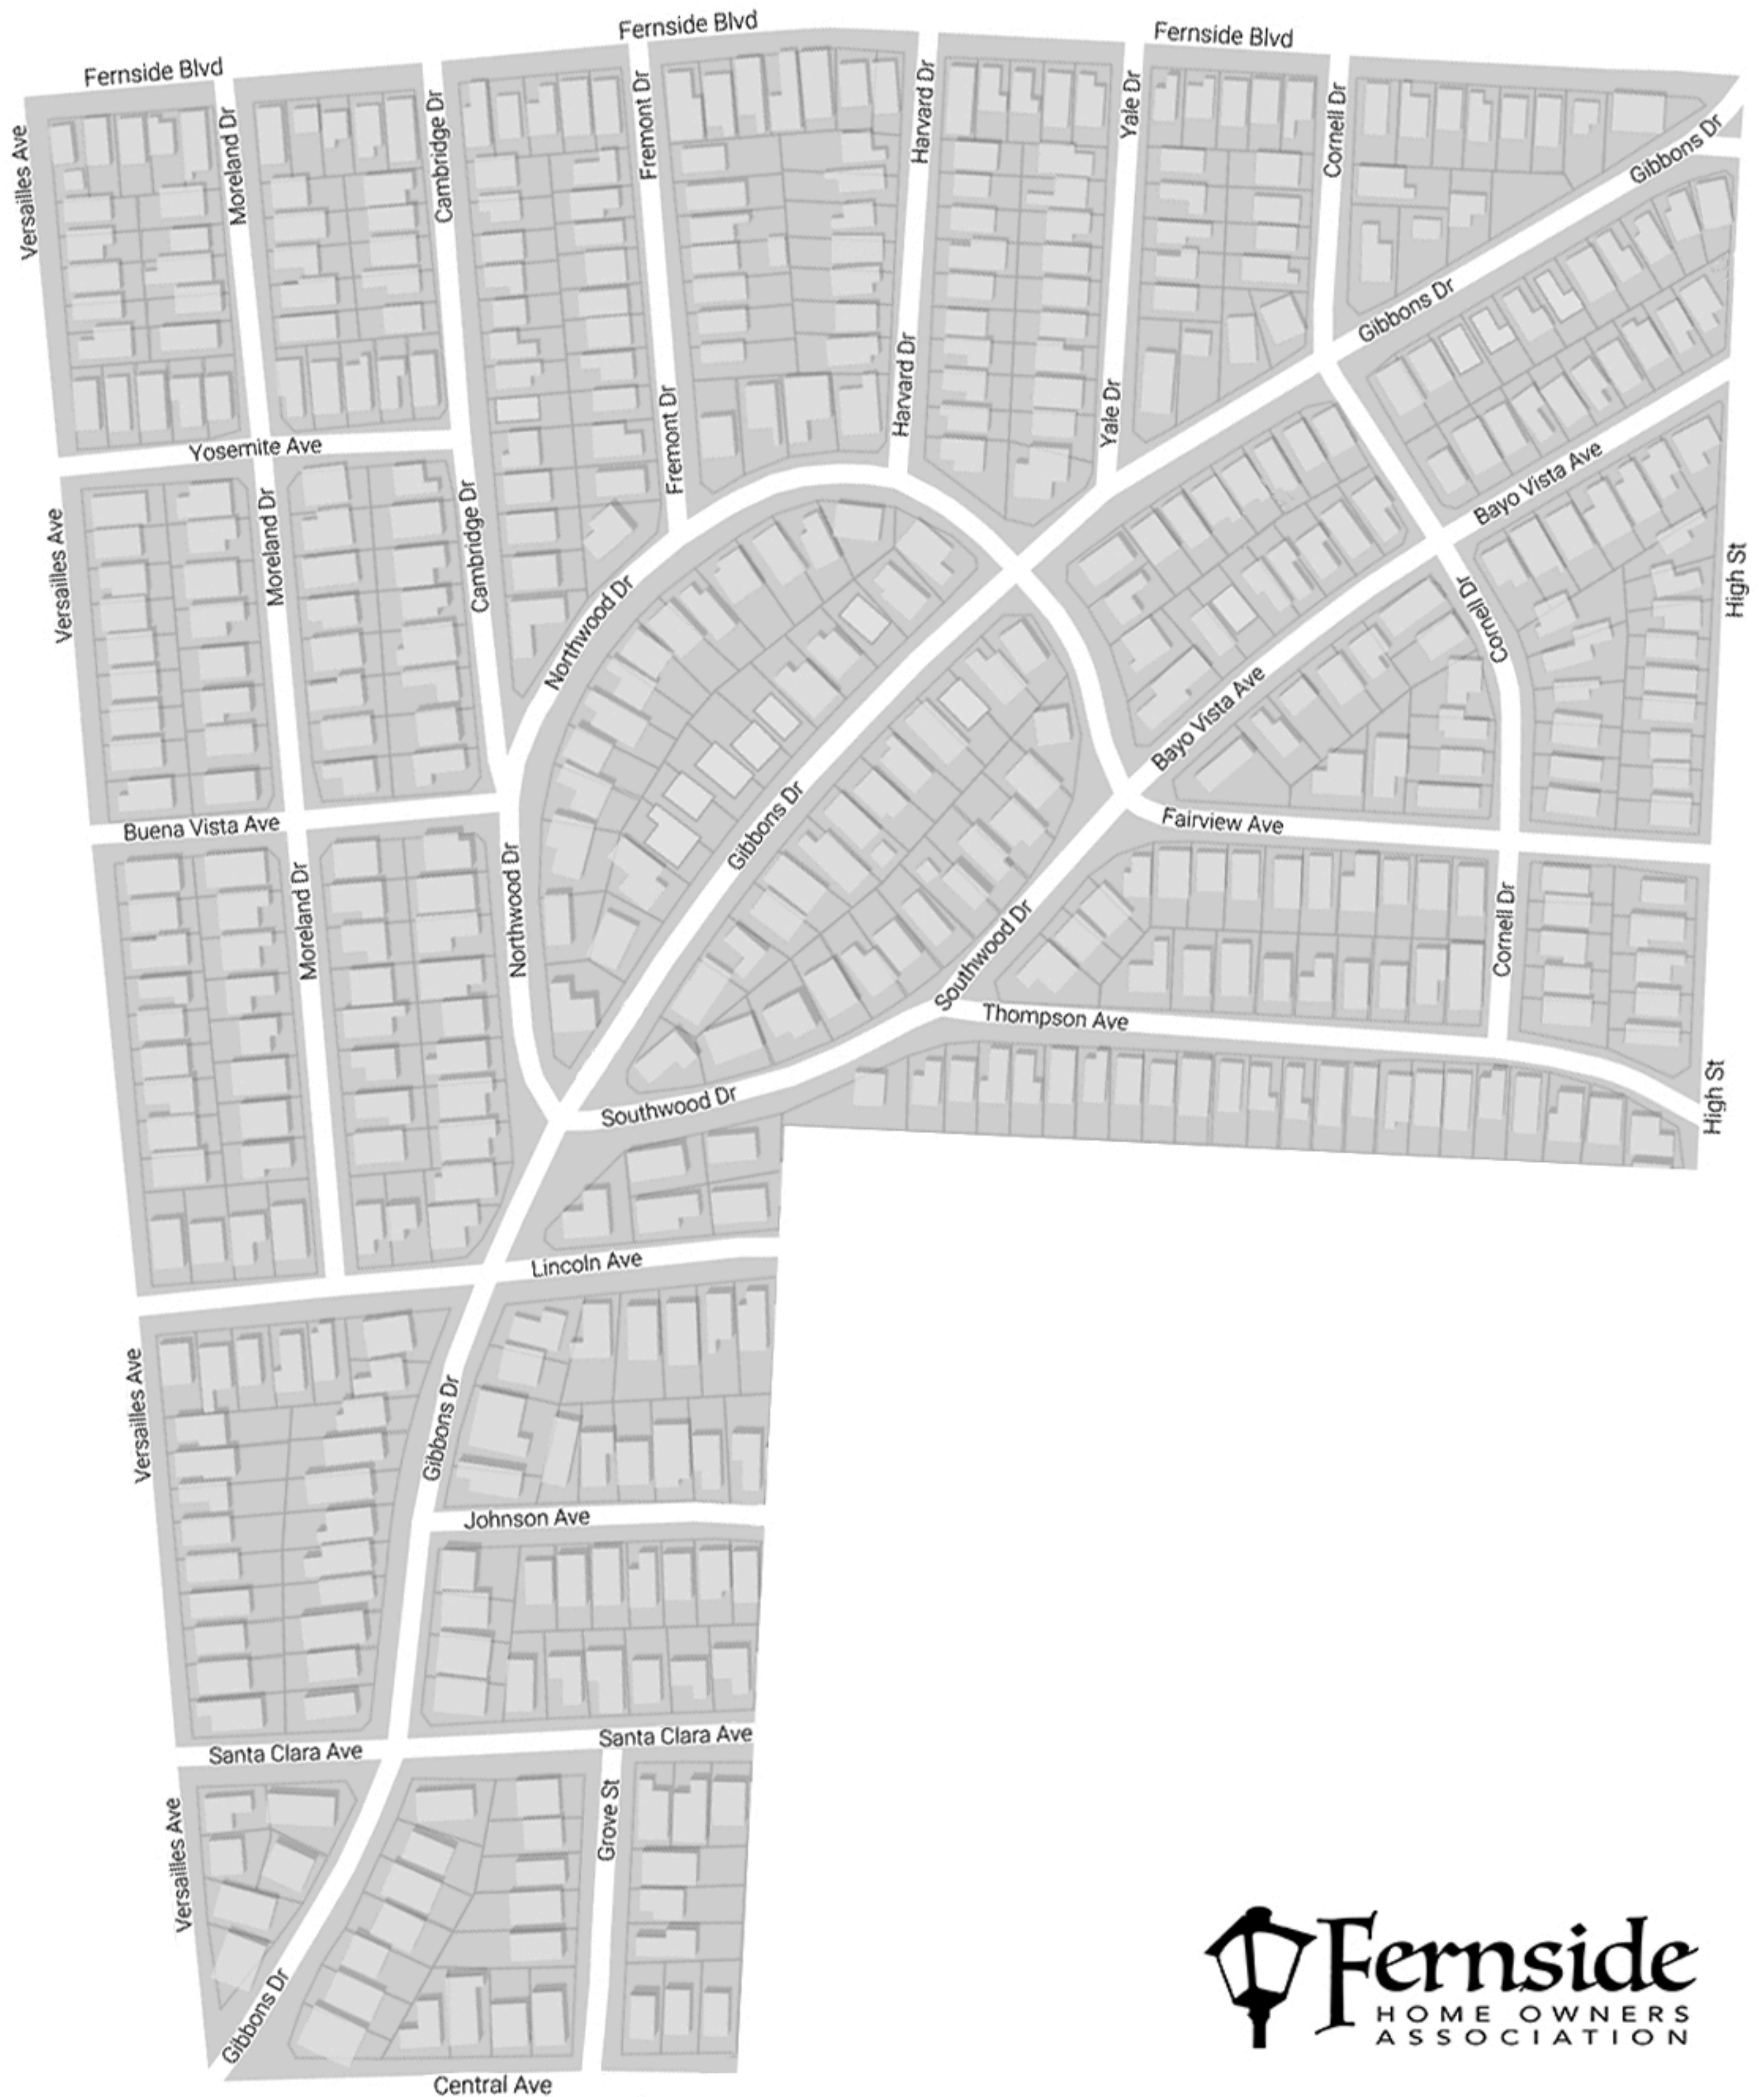 Fernside Blvd
Fernside Blvd
Fernside Blvd
Versailles Ave
Moreland Dr
Cambridge Dr
Fremont Dr
Harvard Dr
Yale Dr
Cornell Dr
Gibbons Dr
Gibbons Dr
Harvard Dr
Fremont Dr
Yale Dr
Yosemite Ave
Bayo Vista Ave
Versailles Ave
Moreland Dr
Cambridge Dr
Northwood Dr
Cornell Dr
High St
Bayo Vista Ave
Gibbons Dr
Buena Vista Ave
Fairview Ave
Moreland Dr
Northwood Dr
Southwood Dr
Cornell Dr
Thompson Ave
Southwood Dr
High St
Lincoln Ave
Versailles Ave
Gibbons Dr
Johnson Ave
Santa Clara Ave
Santa Clara Ave
Versailles Ave
Grove St
Gibbons Dr
Central Ave
Fernside
HOME OWNERS
ASSOCIATION